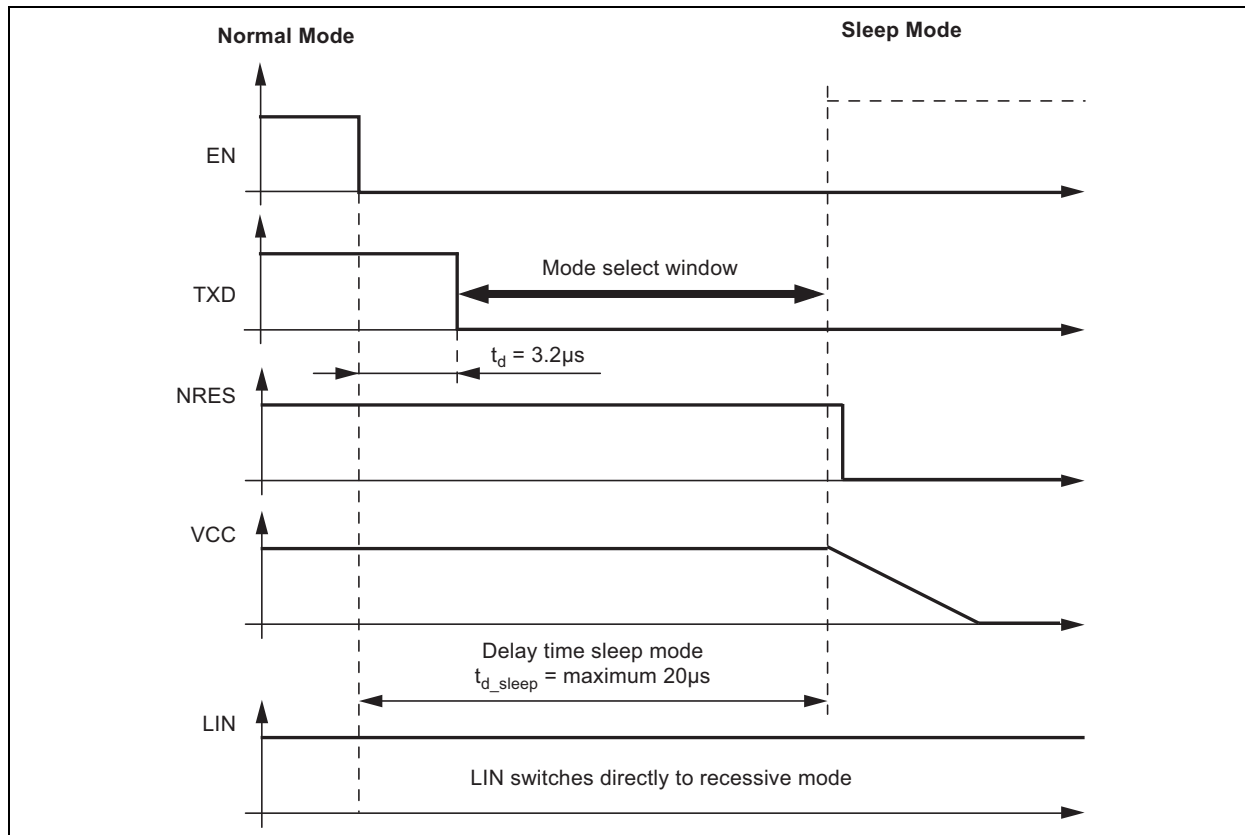 Normal Mode
Sleep Mode
EN
TXD
Mode select window
t_d = 3.2µs
NRES
VCC
Delay time sleep mode
t_d_sleep = maximum 20µs
LIN
LIN switches directly to recessive mode